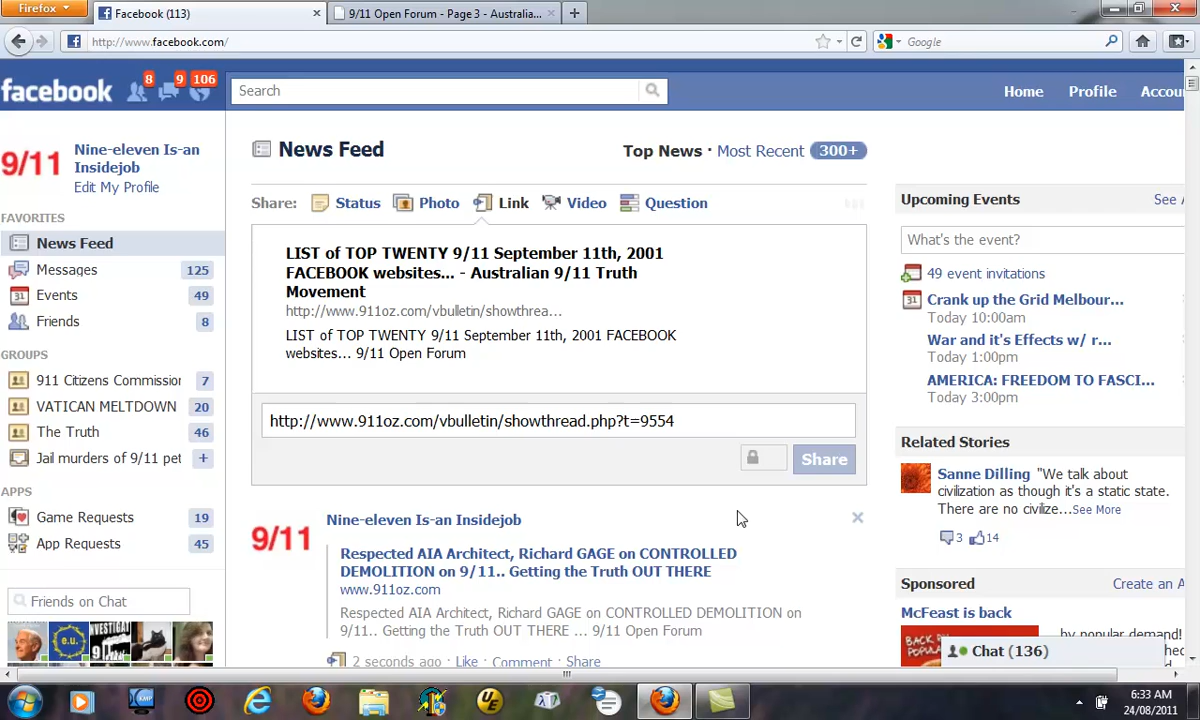 Firefox
Facebook (113)
9/11 Open Forum - Page 3 - Australia...
http://www.facebook.com/
Google
facebook
8
9
106
Search
Home
Profile
Accou
9/11
Nine-eleven Is-an
Insidejob
Edit My Profile
FAVORITES
News Feed
Messages 125
Events 49
Friends 8
GROUPS
911 Citizens Commission 7
VATICAN MELTDOWN 20
The Truth 46
Jail murders of 9/11 pet +
APPS
Game Requests 19
App Requests 45
Friends on Chat
e.u.
News Feed
Top News · Most Recent 300+
Share: Status Photo Link Video Question
LIST of TOP TWENTY 9/11 September 11th, 2001
FACEBOOK websites... - Australian 9/11 Truth
Movement
http://www.911oz.com/vbulletin/showthrea...
LIST of TOP TWENTY 9/11 September 11th, 2001 FACEBOOK
websites... 9/11 Open Forum
http://www.911oz.com/vbulletin/showthread.php?t=9554
Share
9/11
Nine-eleven Is-an Insidejob
Respected AIA Architect, Richard GAGE on CONTROLLED
DEMOLITION on 9/11.. Getting the Truth OUT THERE
www.911oz.com
Respected AIA Architect, Richard GAGE on CONTROLLED DEMOLITION on
9/11.. Getting the Truth OUT THERE ... 9/11 Open Forum
2 seconds ago · Like · Comment · Share
Upcoming Events
See A
What's the event?
49 event invitations
31 Crank up the Grid Melbour...
Today 10:00am
War and it's Effects w/ r...
Today 1:00pm
AMERICA: FREEDOM TO FASCI...
Today 3:00pm
Related Stories
Sanne Dilling "We talk about
civilization as though it's a static state.
There are no civilize...See More
3 14
Sponsored
Create an A
McFeast is back
by popular demand!
Chat (136)
6:33 AM
24/08/2011